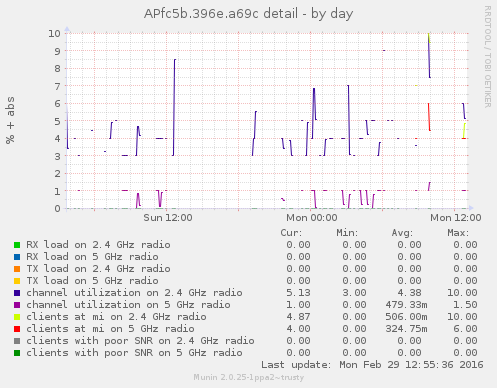 APfc5b.396e.a69c detail - by day
RRDTOOL / TOBI OETIKER
% + abs
10
9
8
7
6
5
4
3
2
1
0
Sun 12:00 Mon 00:00 Mon 12:00
Cur: Min: Avg: Max:
RX load on 2.4 GHz radio 0.00 0.00 0.00 0.00
RX load on 5 GHz radio 0.00 0.00 0.00 0.00
TX load on 2.4 GHz radio 0.00 0.00 0.00 0.00
TX load on 5 GHz radio 0.00 0.00 0.00 0.00
channel utilization on 2.4 GHz radio 5.13 3.00 4.38 10.00
channel utilization on 5 GHz radio 1.00 0.00 479.33m 1.50
clients at mi on 2.4 GHz radio 4.87 0.00 506.00m 10.00
clients at mi on 5 GHz radio 4.00 0.00 324.75m 6.00
clients with poor SNR on 2.4 GHz radio 0.00 0.00 0.00 0.00
clients with poor SNR on 5 GHz radio 0.00 0.00 0.00 0.00
Last update: Mon Feb 29 12:55:36 2016
Munin 2.0.25-1ppa2~trusty